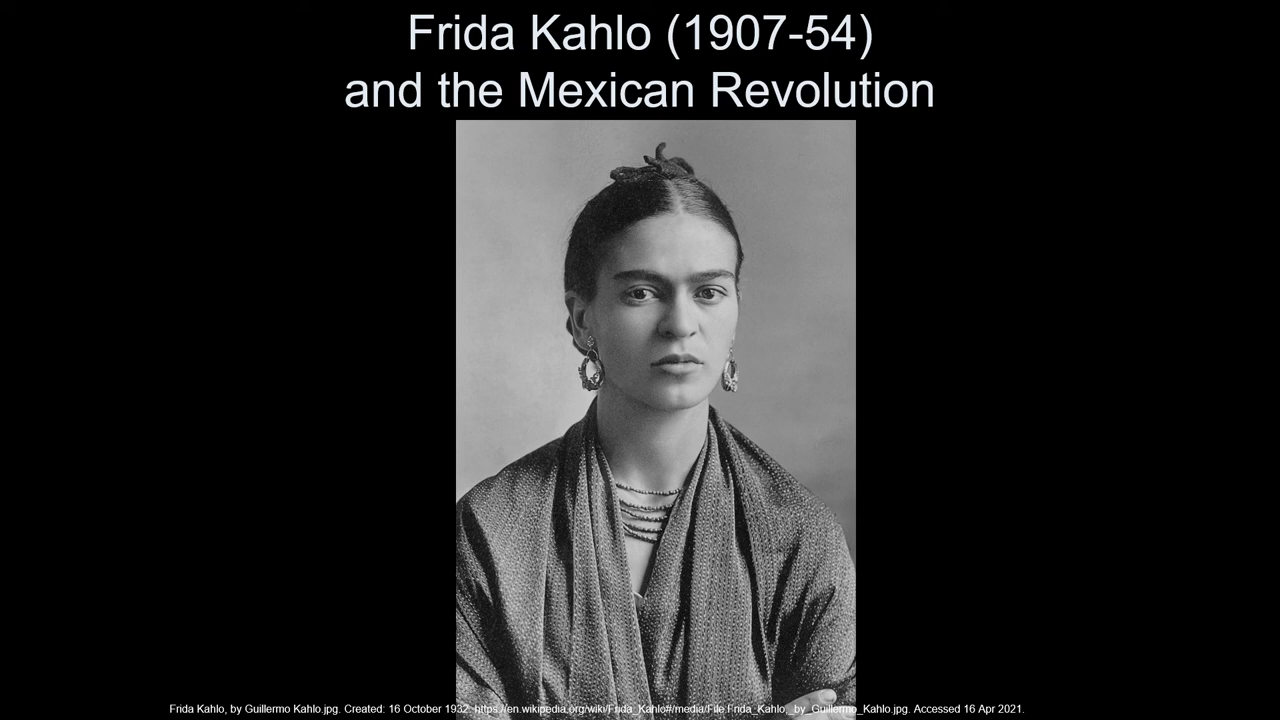 Frida Kahlo (1907-54)
and the Mexican Revolution
Frida Kahlo, by Guillermo Kahlo.jpg. Created: 16 October 1932. https://en.wikipedia.org/wiki/Frida_Kahlo#/media/File:Frida_Kahlo,_by_Guillermo_Kahlo.jpg. Accessed 16 Apr 2021.